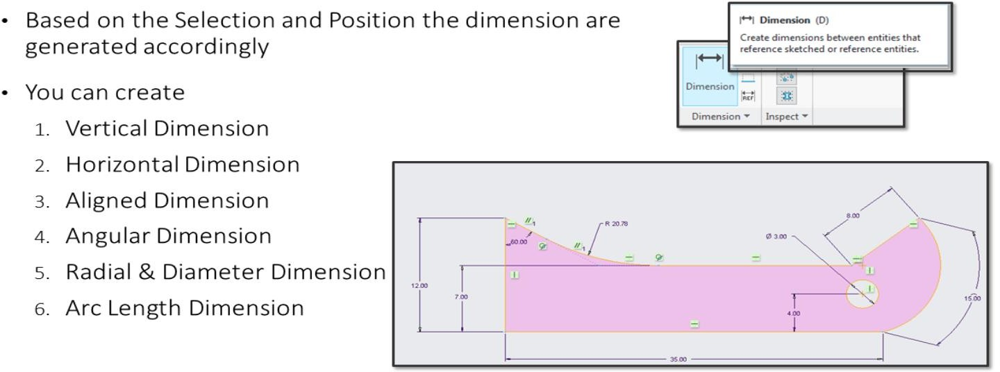 • Based on the Selection and Position the dimension are
generated accordingly
• You can create
1. Vertical Dimension
2. Horizontal Dimension
3. Aligned Dimension
4. Angular Dimension
5. Radial & Diameter Dimension
6. Arc Length Dimension
Dimension (D)
Create dimensions between entities that
reference sketched or reference entities.
Dimension
REF
Dimension ▾ Inspect ▾
8.00
R 20.78
//1
60.00
//1
Ø 3.00
12.00
7.00
15.00
4.00
35.00